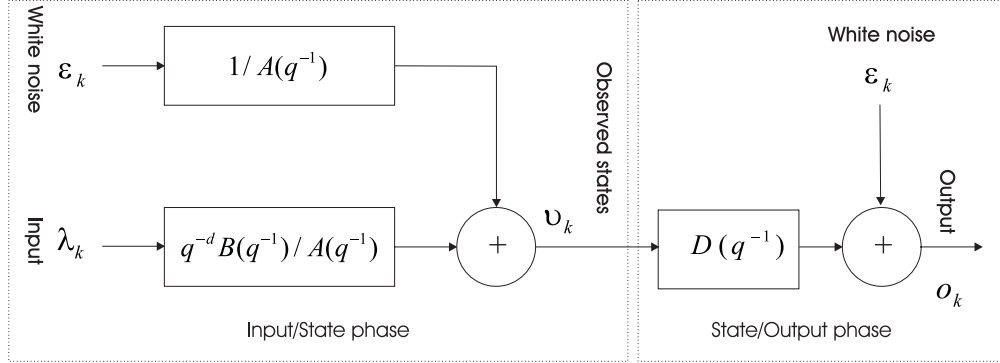 White noise
ε_k
1/ A(q⁻¹)
Input
λ_k
q⁻ᵈ B(q⁻¹) / A(q⁻¹)
+
υ_k
Observed states
Input/State phase
White noise
ε_k
D(q⁻¹)
+
Output
o_k
State/Output phase